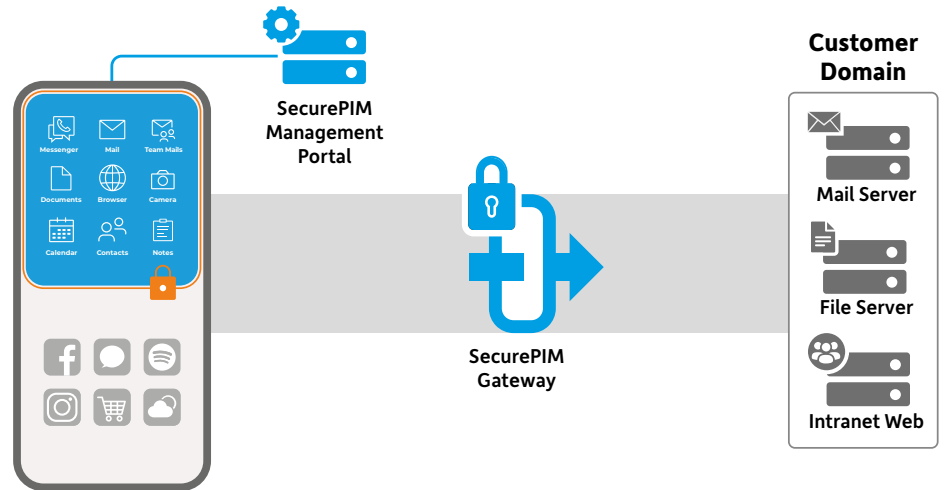 SecurePIM
Management
Portal
Customer
Domain
Messenger
Mail
Team Mails
Documents
Browser
Camera
Calendar
Contacts
Notes
SecurePIM
Gateway
Mail Server
File Server
Intranet Web